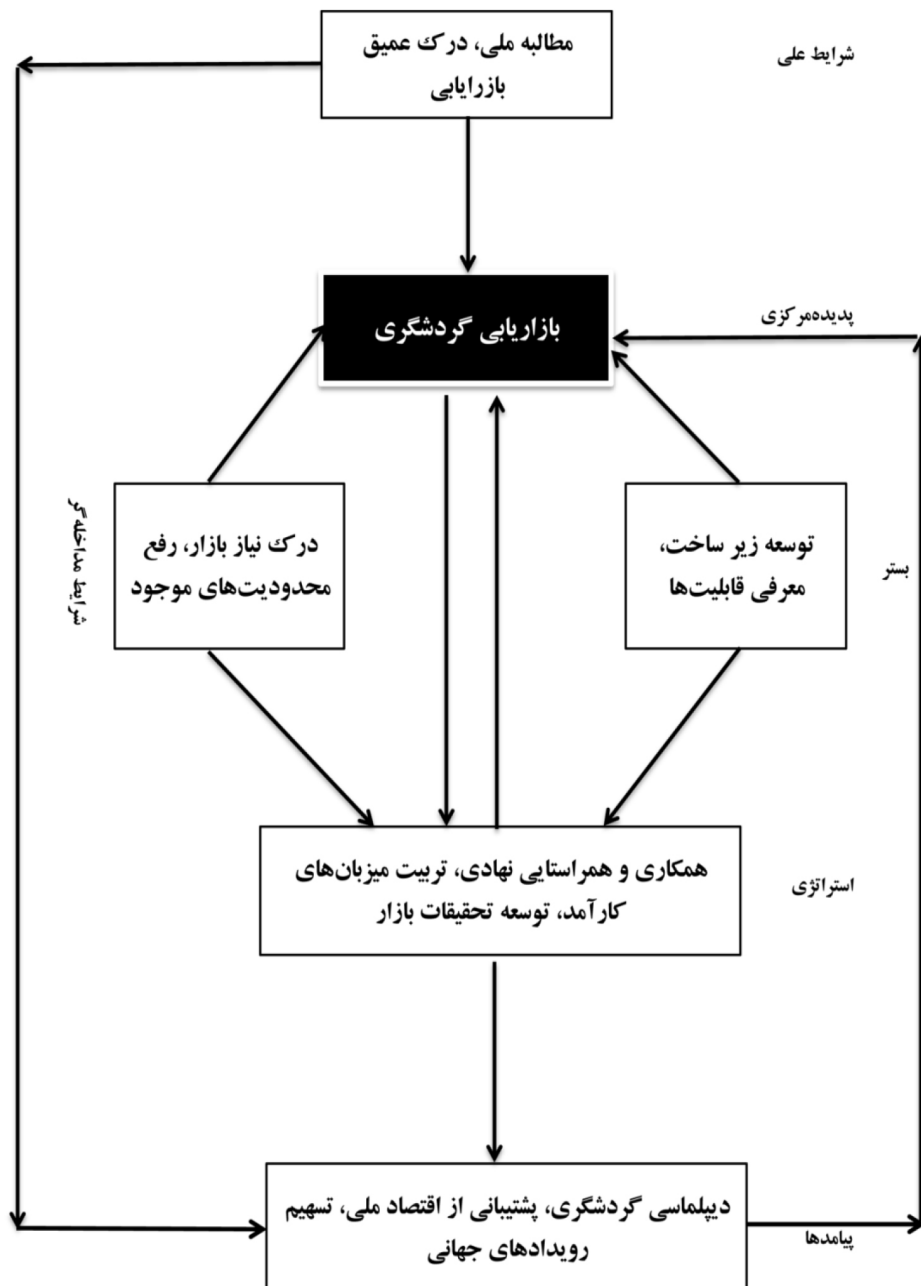 مطالبه ملی، درک عمیق
بازرایابی
شرایط علی
بازاریابی گردشگری
پدیده‌مرکزی
توسعه زیر ساخت،
معرفی قابلیت‌ها
بستر
درک نیاز بازار، رفع
محدودیت‌های موجود
شرایط مداخله‌گر
همکاری و همراستایی نهادی، تربیت میزبان‌های
کارآمد، توسعه تحقیقات بازار
استراتژی
دیپلماسی گردشگری، پشتیبانی از اقتصاد ملی، تسهیم
رویدادهای جهانی
پیامدها